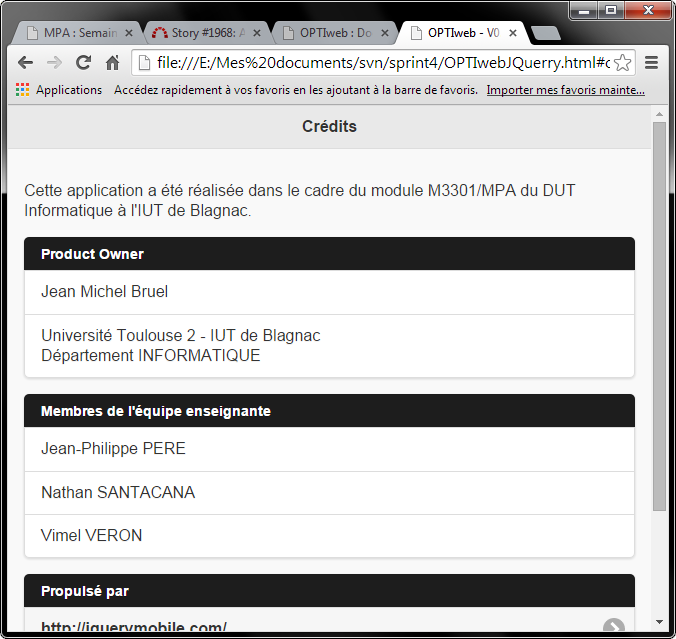 MPA : Semain
Story #1968: A
OPTIweb : Do
OPTIweb - V0
file:///E:/Mes%20documents/svn/sprint4/OPTIwebJQuerry.html#c
Applications Accédez rapidement à vos favoris en les ajoutant à la barre de favoris. Importer mes favoris mainte...
Crédits
Cette application a été réalisée dans le cadre du module M3301/MPA du DUT
Informatique à l'IUT de Blagnac.
Product Owner
Jean Michel Bruel
Université Toulouse 2 - IUT de Blagnac
Département INFORMATIQUE
Membres de l'équipe enseignante
Jean-Philippe PERE
Nathan SANTACANA
Vimel VERON
Propulsé par
http://jquerymobile.com/